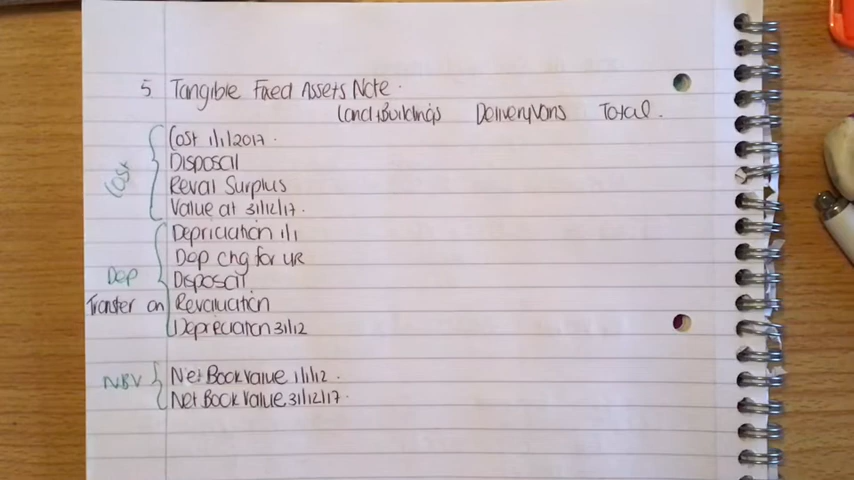 5. Tangible Fixed Assets Note.
Land & Buildings Delivery Vans Total.
Cost
Cost 1/1/2017.
Disposal
Reval Surplus
Value at 31/12/17.
Dep
Depriciation 1/1
Dep chg for YR
Disposal
Transfer on Revaluation
Depreciation 31/12
NBV
Net Book Value 1/1/12.
Net Book Value 31/12/17.